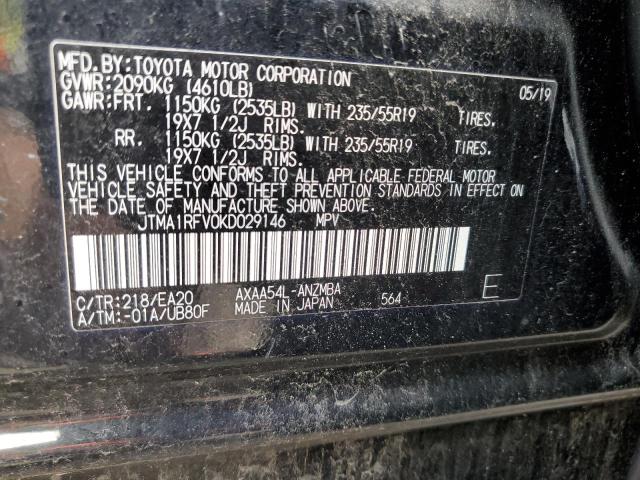 MFD.BY:TOYOTA MOTOR CORPORATION
GVWR:2090KG (4610LB) 05/19
GAWR:FRT. 1150KG (2535LB) WITH 235/55R19 TIRES.
19X7 1/2J RIMS.
RR. 1150KG (2535LB) WITH 235/55R19 TIRES.
19X7 1/2J RIMS.
THIS VEHICLE CONFORMS TO ALL APPLICABLE FEDERAL MOTOR
VEHICLE SAFETY AND THEFT PREVENTION STANDARDS IN EFFECT ON
THE DATE OF MANUFACTURE SHOWN ABOVE.
JTMA1RFV0KD029146 MPV
C/TR:218/EA20 AXAA54L-ANZMBA E
A/TM:-01A/UB80F MADE IN JAPAN 564